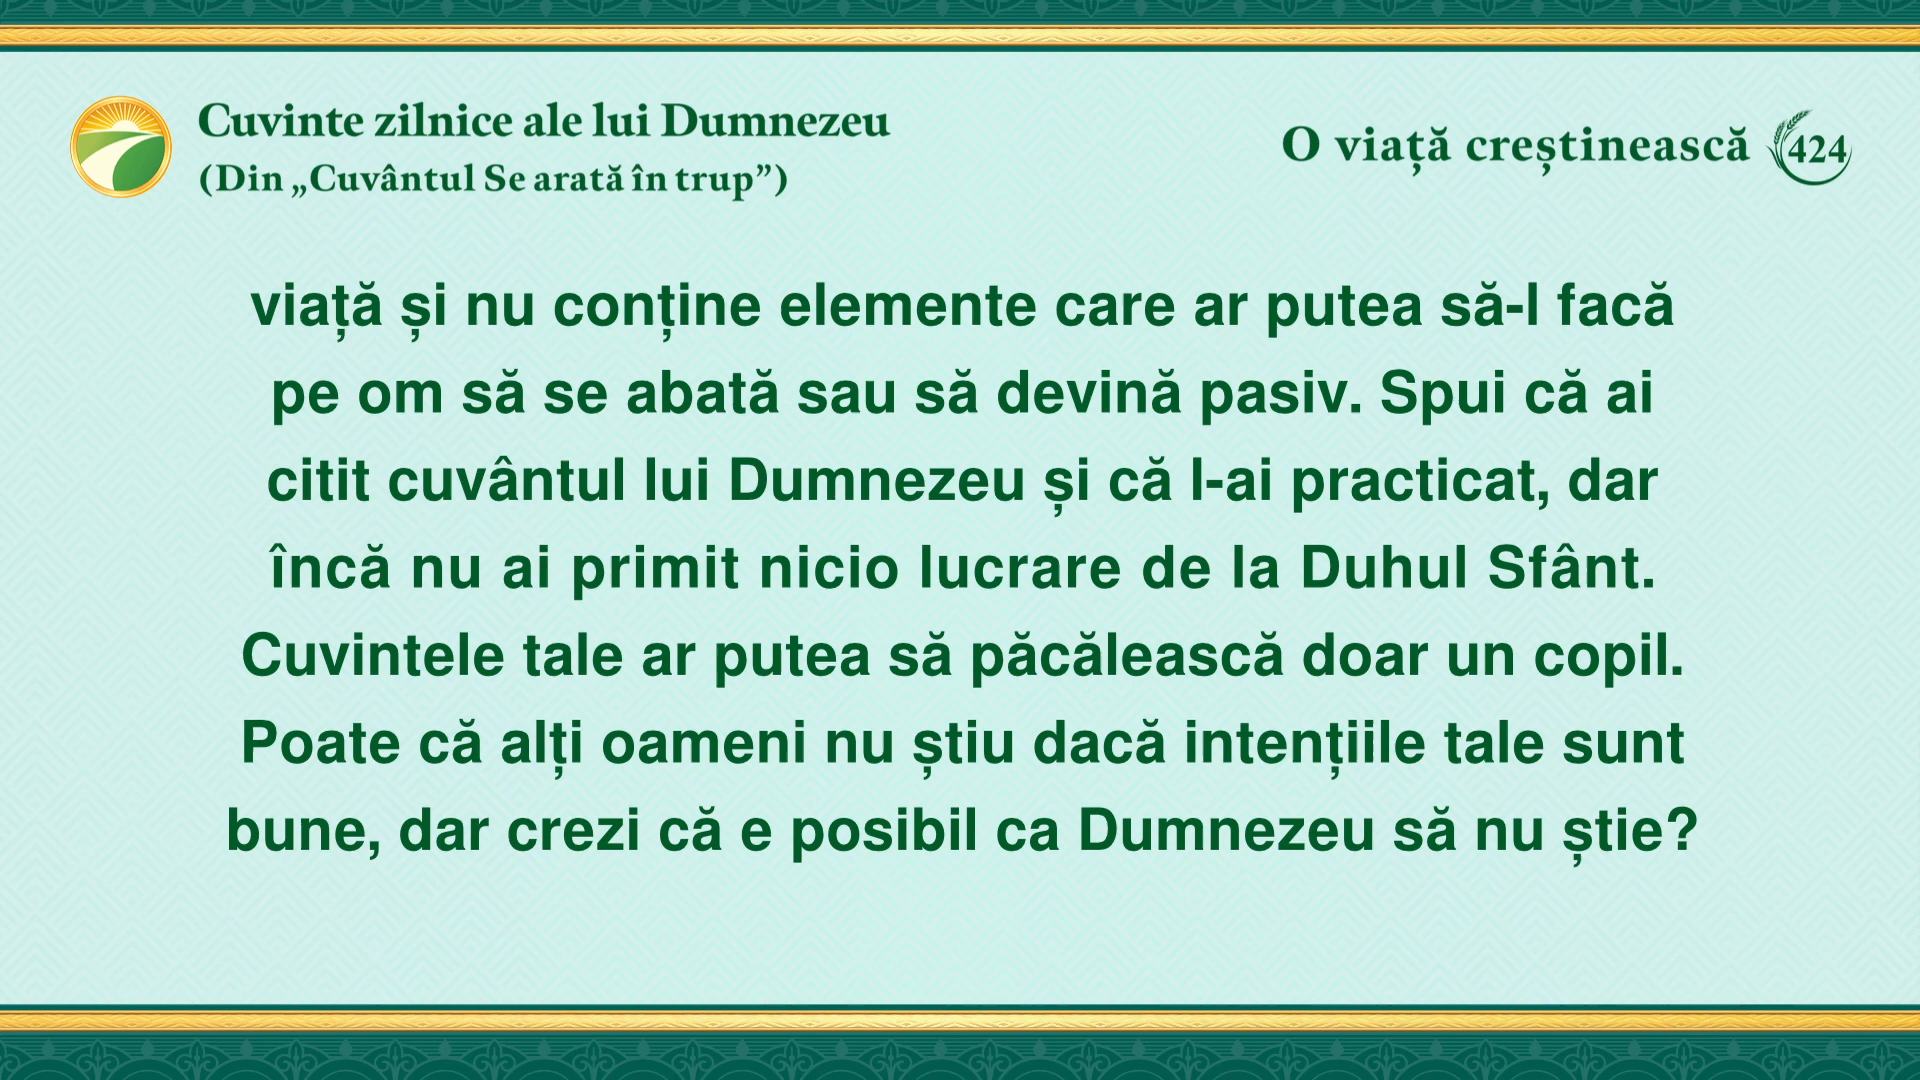 Cuvinte zilnice ale lui Dumnezeu
(Din „Cuvântul Se arată în trup”)
O viață creștinească 424
viață și nu conține elemente care ar putea să-l facă
pe om să se abată sau să devină pasiv. Spui că ai
citit cuvântul lui Dumnezeu și că l-ai practicat, dar
încă nu ai primit nicio lucrare de la Duhul Sfânt.
Cuvintele tale ar putea să păcălească doar un copil.
Poate că alți oameni nu știu dacă intențiile tale sunt
bune, dar crezi că e posibil ca Dumnezeu să nu știe?